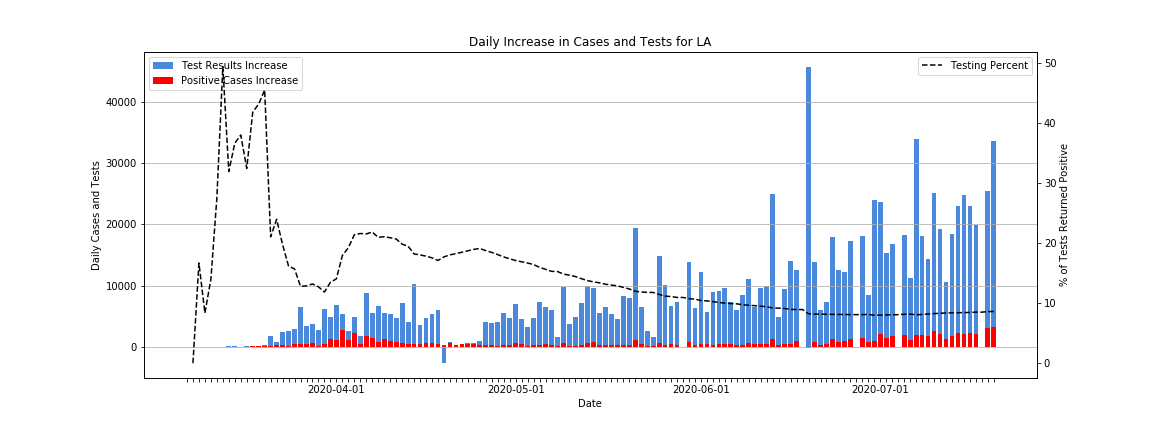 Daily Increase in Cases and Tests for LA
Test Results Increase
Positive Cases Increase
Testing Percent
40000
30000
20000
10000
0
Daily Cases and Tests
50
40
30
20
10
0
% of Tests Returned Positive
2020-04-01 2020-05-01 2020-06-01 2020-07-01
Date